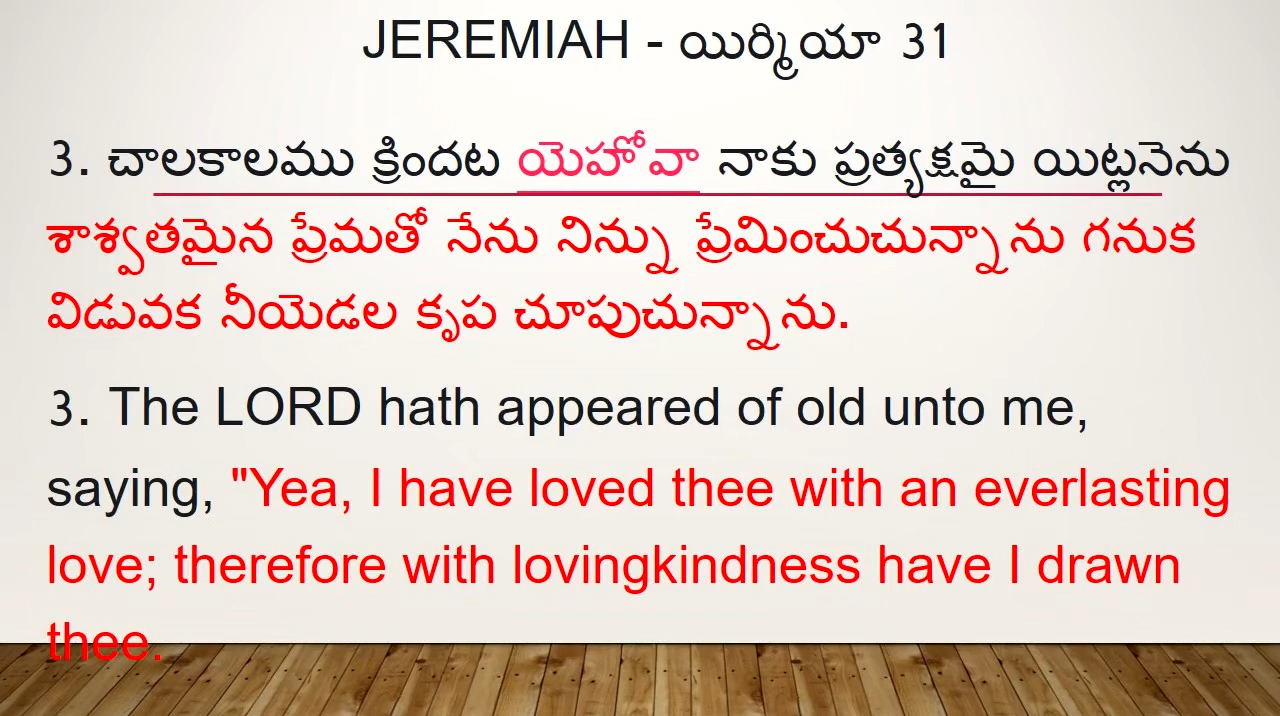 JEREMIAH - యిర్మియా 31
3. చాలకాలము క్రిందట యెహోవా నాకు ప్రత్యక్షమై యిట్లనెను
శాశ్వతమైన ప్రేమతో నేను నిన్ను ప్రేమించుచున్నాను గనుక
విడువక నీయెడల కృప చూపుచున్నాను.
3. The LORD hath appeared of old unto me,
saying, "Yea, I have loved thee with an everlasting
love; therefore with lovingkindness have I drawn
thee.